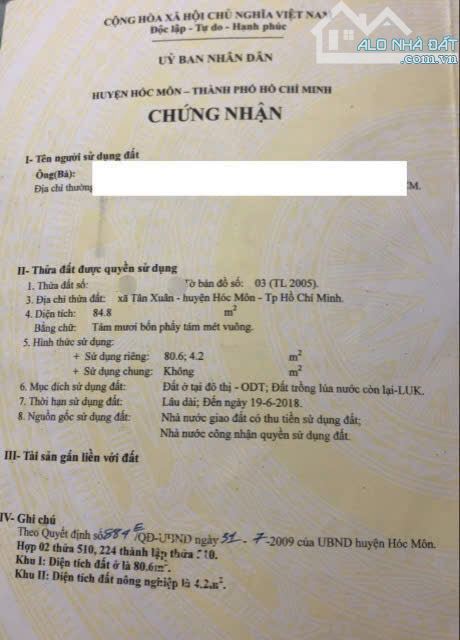 CỘNG HÒA XÃ HỘI CHỦ NGHĨA VIỆT NAM
Độc lập - Tự do - Hạnh phúc
ALO NHÀ ĐẤT
.com.vn
UỶ BAN NHÂN DÂN
HUYỆN HÓC MÔN – THÀNH PHỐ HỒ CHÍ MINH
CHỨNG NHẬN
I- Tên người sử dụng đất
Ông(Bà):
Địa chỉ thường CM.
II- Thửa đất được quyền sử dụng
1. Thửa đất số: Tờ bản đồ số: 03 (TL 2005).
3. Địa chỉ thửa đất: xã Tân Xuân - huyện Hóc Môn - Tp Hồ Chí Minh.
4. Diện tích: 84.8 m²
Bằng chữ: Tám mươi bốn phẩy tám mét vuông.
5. Hình thức sử dụng:
+ Sử dụng riêng: 80.6; 4.2 m²
+ Sử dụng chung: Không m²
6. Mục đích sử dụng đất: Đất ở tại đô thị - ODT; Đất trồng lúa nước còn lại-LUK.
7. Thời hạn sử dụng đất: Lâu dài; Đến ngày 19-6-2018.
8. Nguồn gốc sử dụng đất: Nhà nước giao đất có thu tiền sử dụng đất;
Nhà nước công nhận quyền sử dụng đất.
III- Tài sản gắn liền với đất
IV- Ghi chú
Theo Quyết định số 884E/QĐ-UBND ngày 31-7-2009 của UBND huyện Hóc Môn.
Hợp 02 thửa 510, 224 thành lập thửa
Khu I: Diện tích đất ở là 80.6m².
Khu II: Diện tích đất nông nghiệp là 4.2m².